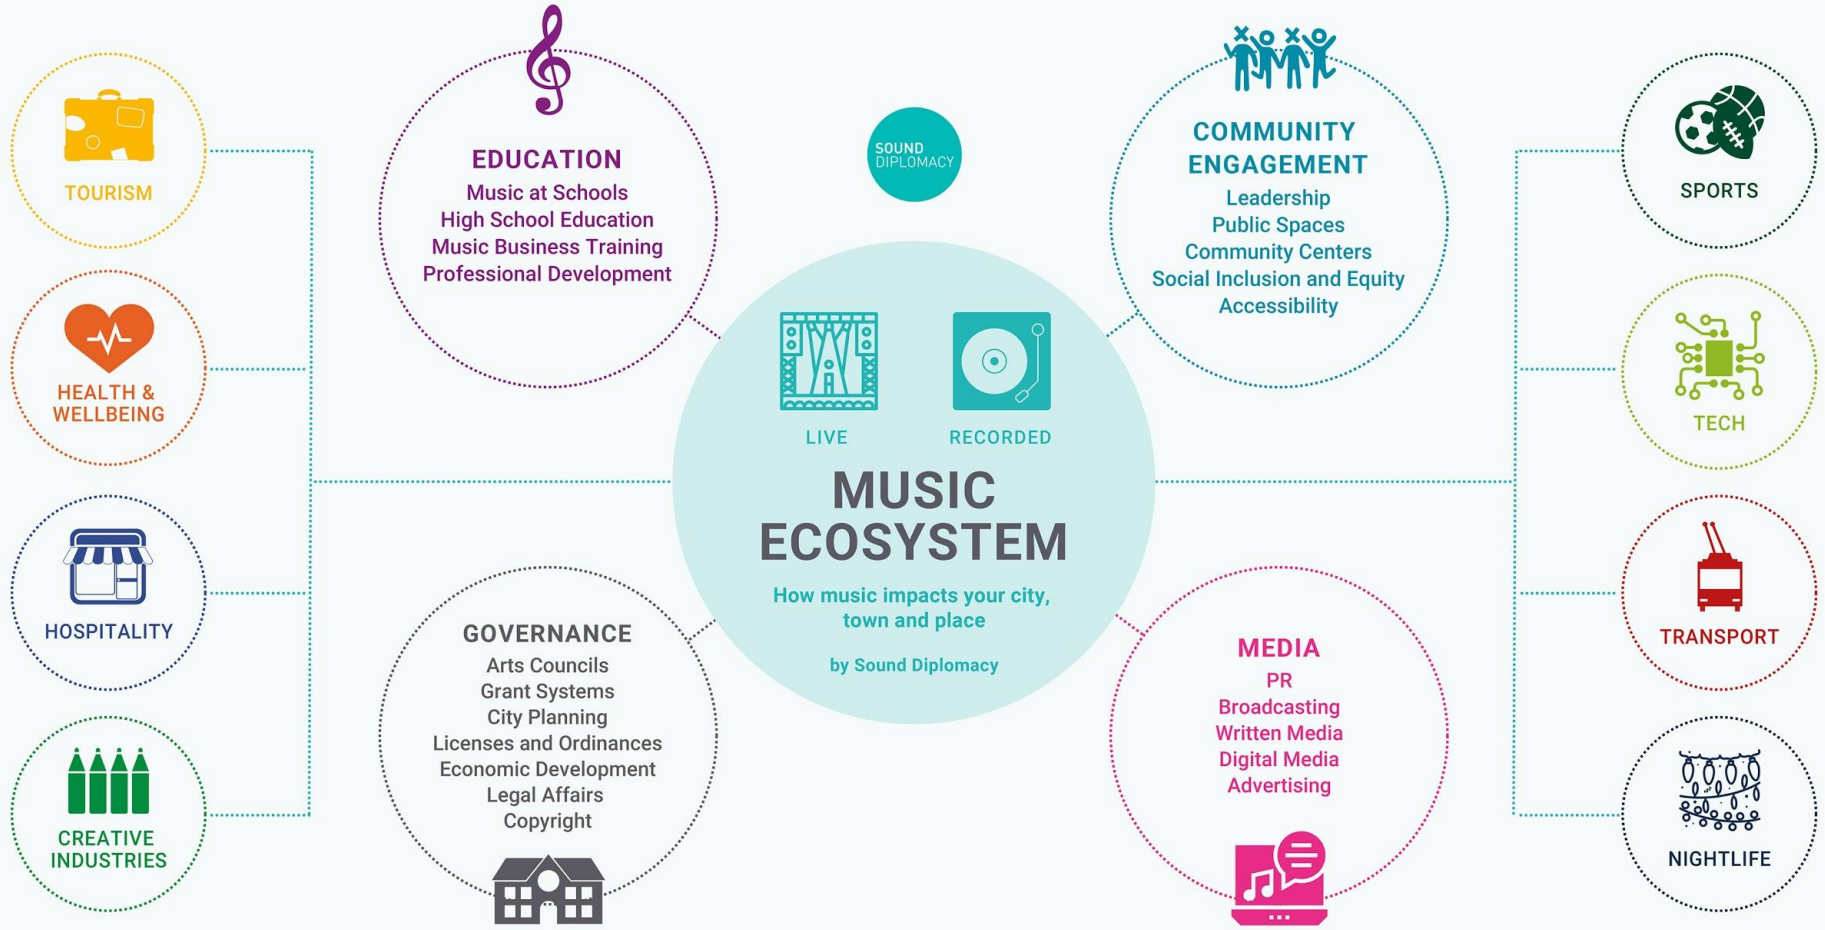 TOURISM
HEALTH &
WELLBEING
HOSPITALITY
CREATIVE
INDUSTRIES
EDUCATION
Music at Schools
High School Education
Music Business Training
Professional Development
GOVERNANCE
Arts Councils
Grant Systems
City Planning
Licenses and Ordinances
Economic Development
Legal Affairs
Copyright
SOUND
DIPLOMACY
LIVE
RECORDED
MUSIC
ECOSYSTEM
How music impacts your city,
town and place
by Sound Diplomacy
COMMUNITY
ENGAGEMENT
Leadership
Public Spaces
Community Centers
Social Inclusion and Equity
Accessibility
MEDIA
PR
Broadcasting
Written Media
Digital Media
Advertising
SPORTS
TECH
TRANSPORT
NIGHTLIFE